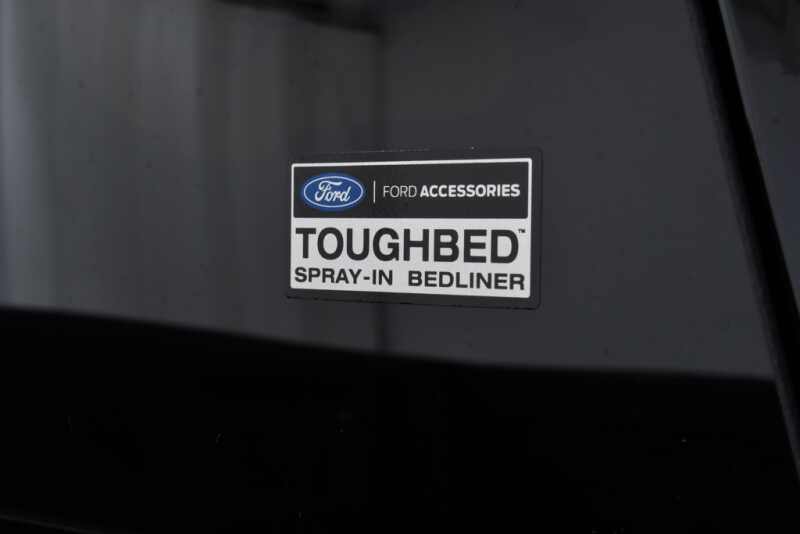 Ford | FORD ACCESSORIES
TOUGHBED™
SPRAY-IN BEDLINER